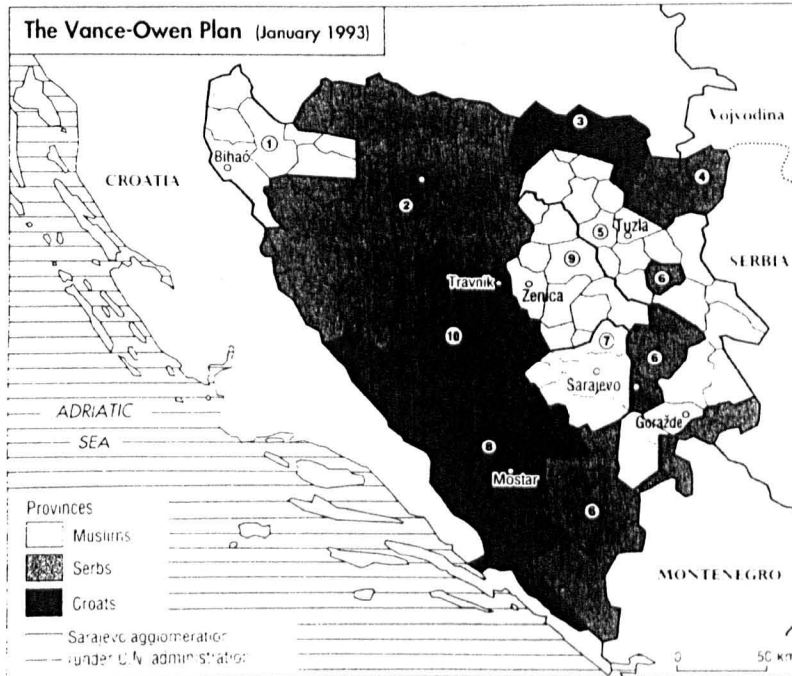 The Vance-Owen Plan (January 1993)
Vojvodina
CROATIA
SERBIA
MONTENEGRO
ADRIATIC
SEA
Bihać
1
2
3
4
5
Tuzla
9
6
Travnik
Zenica
10
7
6
Sarajevo
Goražde
8
Mostar
6
Provinces
Muslims
Serbs
Croats
Sarajevo agglomeration
under U.N. administration
0 50 km